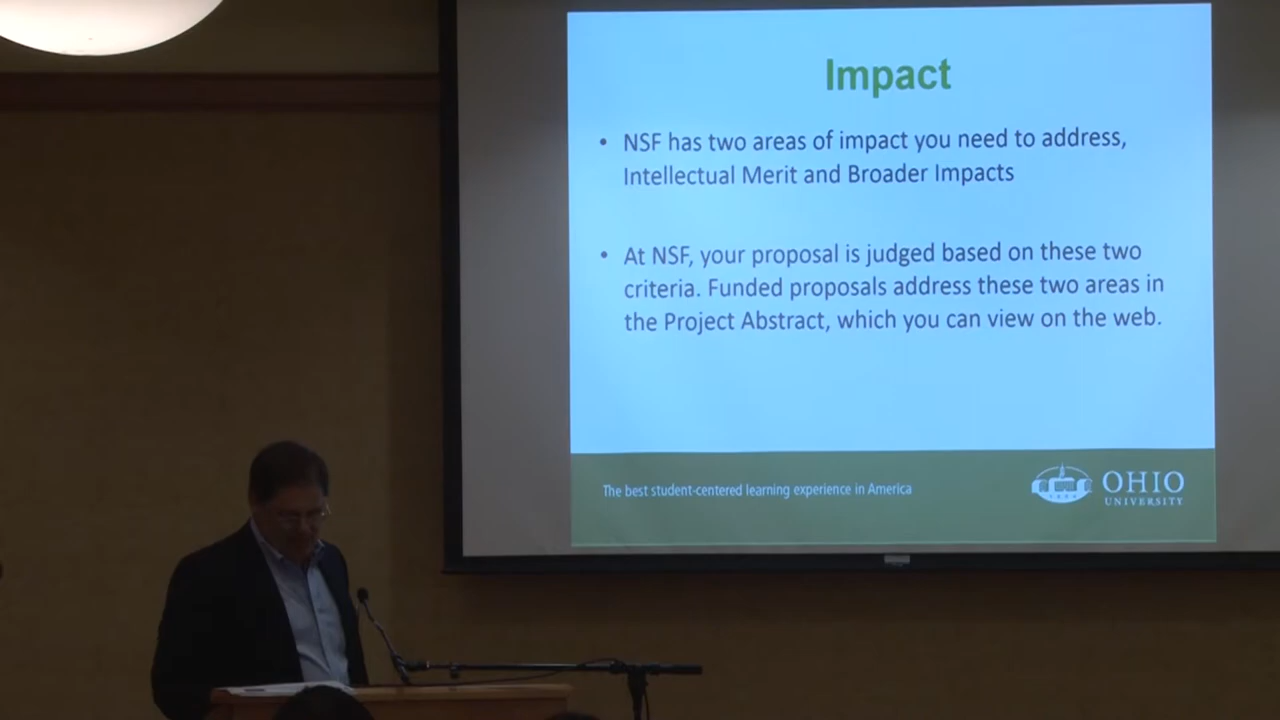 Impact
• NSF has two areas of impact you need to address,
Intellectual Merit and Broader Impacts
• At NSF, your proposal is judged based on these two
criteria. Funded proposals address these two areas in
the Project Abstract, which you can view on the web.
The best student-centered learning experience in America
OHIO
UNIVERSITY